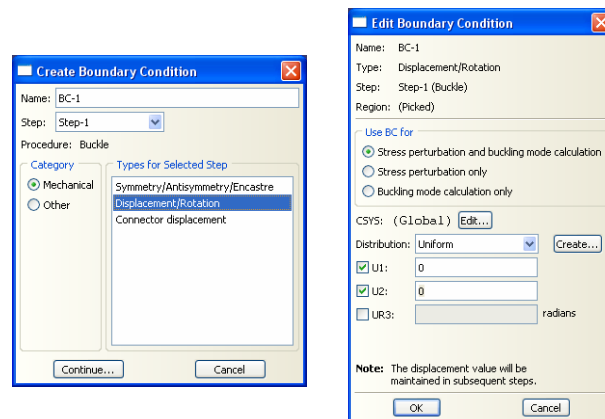 Create Boundary Condition
Name: BC-1
Step: Step-1
Procedure: Buckle
Category
Mechanical
Other
Types for Selected Step
Symmetry/Antisymmetry/Encastre
Displacement/Rotation
Connector displacement
Continue...
Cancel
Edit Boundary Condition
Name: BC-1
Type: Displacement/Rotation
Step: Step-1 (Buckle)
Region: (Picked)
Use BC for
Stress perturbation and buckling mode calculation
Stress perturbation only
Buckling mode calculation only
CSYS: (Global) Edit...
Distribution: Uniform Create...
U1: 0
U2: 0
UR3: radians
Note: The displacement value will be
maintained in subsequent steps.
OK
Cancel